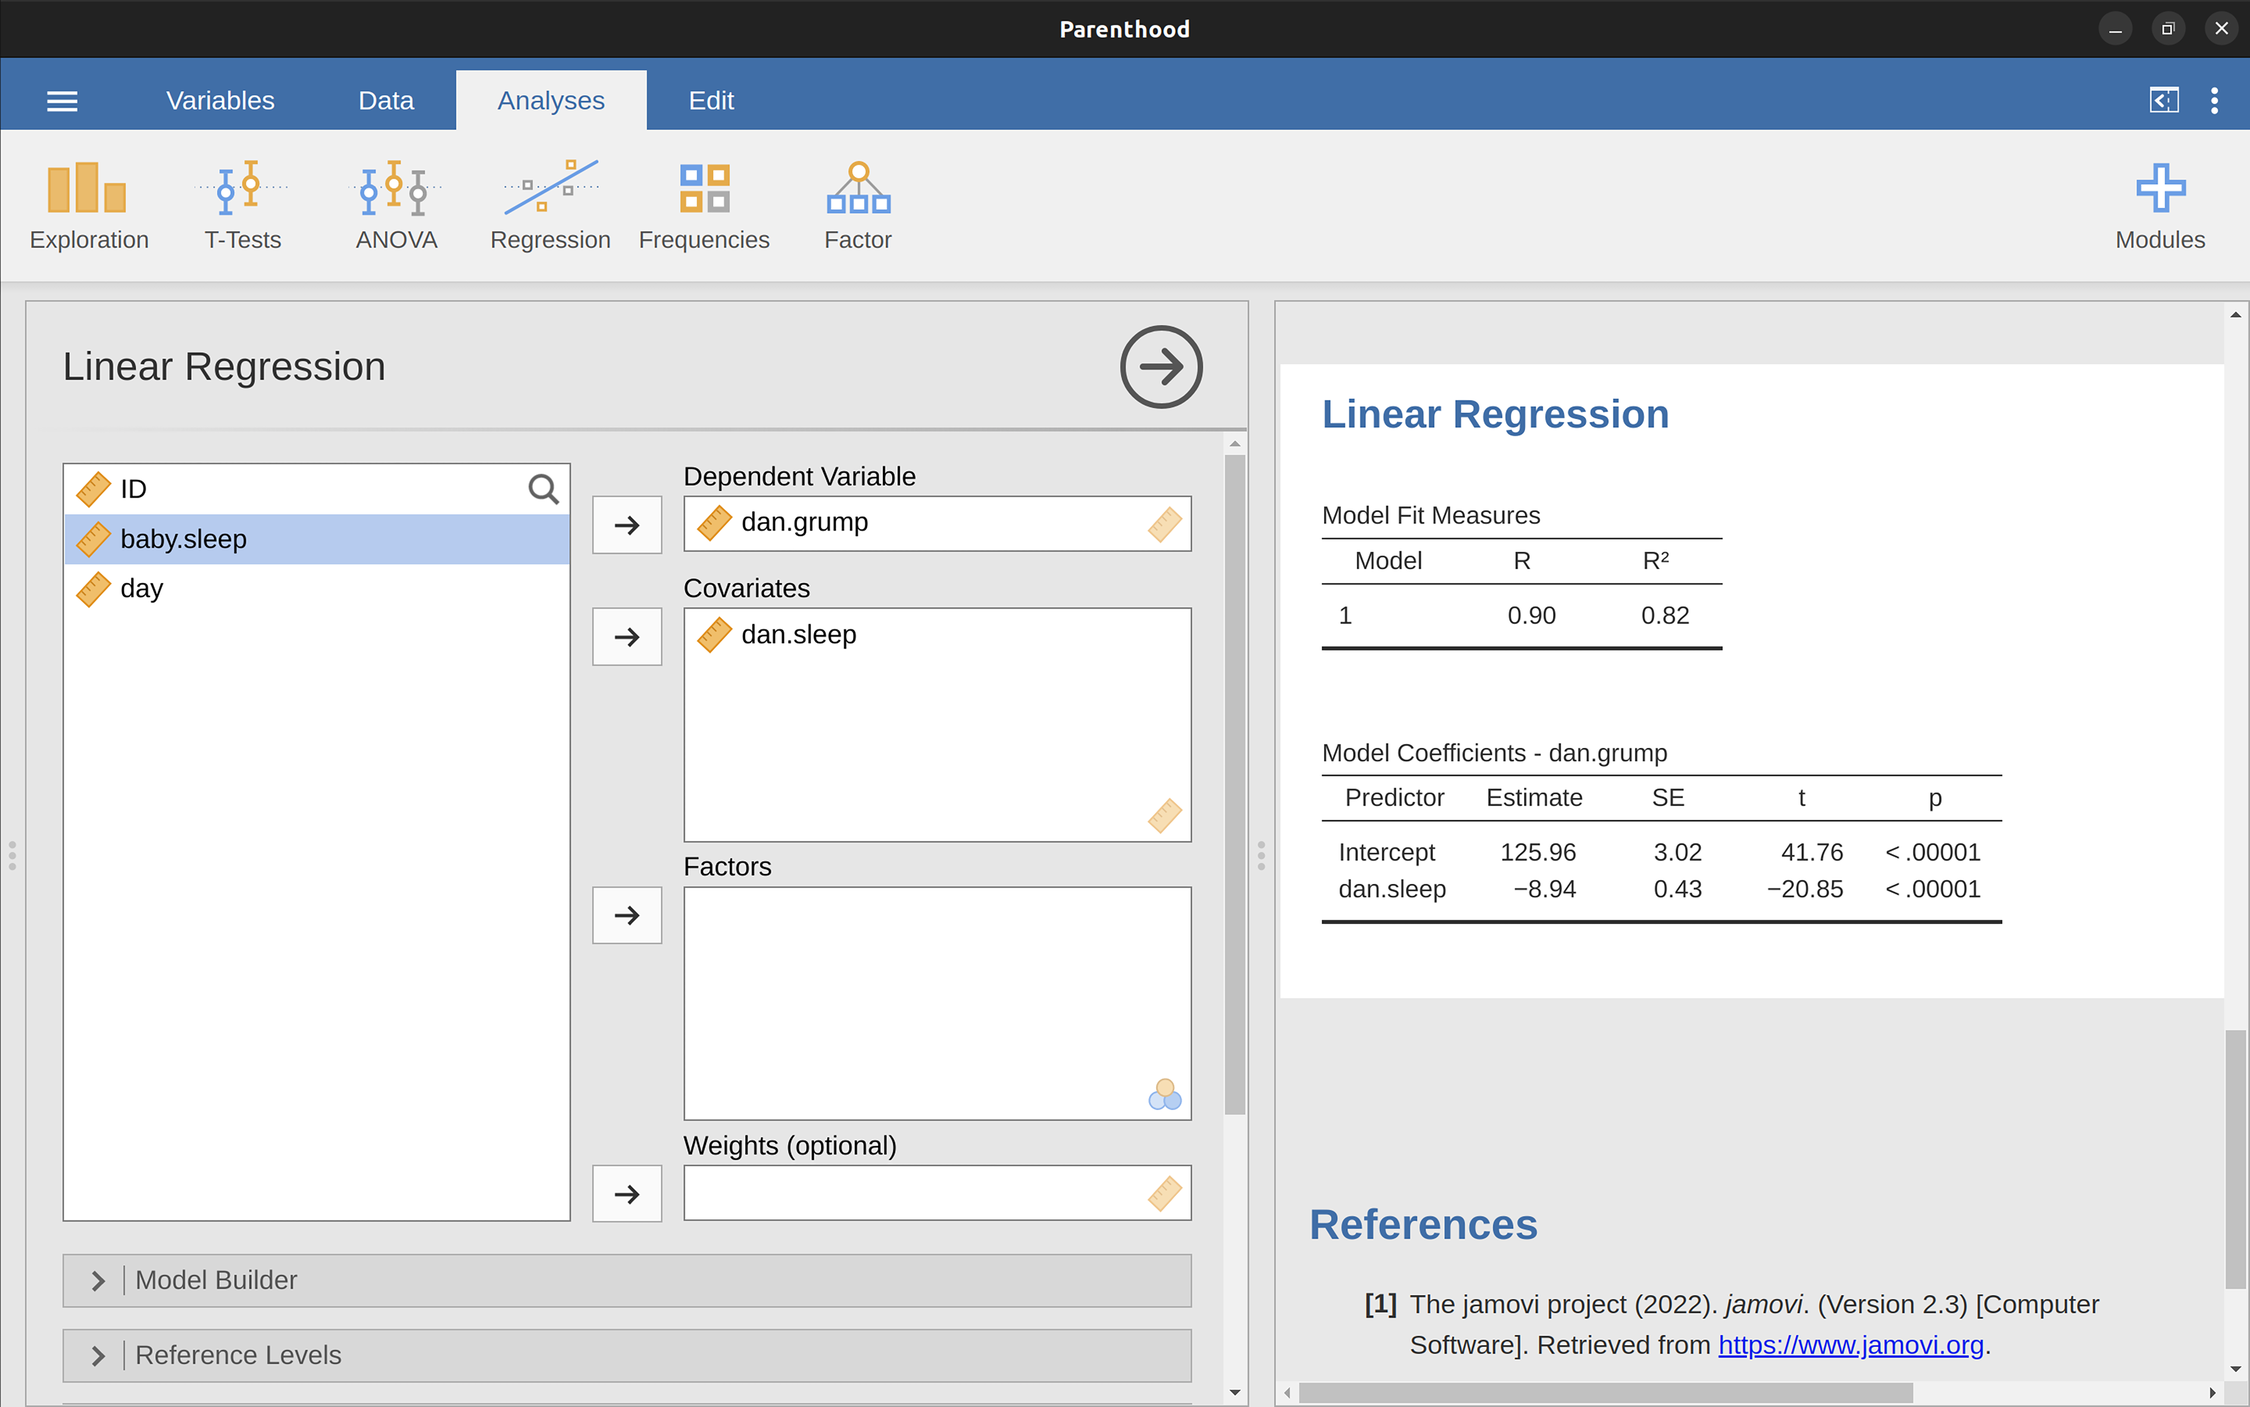 Parenthood
Variables Data Analyses Edit
Exploration T-Tests ANOVA Regression Frequencies Factor Modules
Linear Regression
ID
baby.sleep
day
Dependent Variable
dan.grump
Covariates
dan.sleep
Factors
Weights (optional)
Model Builder
Reference Levels
Linear Regression
Model Fit Measures
Model R R²
1 0.90 0.82
Model Coefficients - dan.grump
Predictor Estimate SE t p
Intercept 125.96 3.02 41.76 < .00001
dan.sleep −8.94 0.43 −20.85 < .00001
References
[1] The jamovi project (2022). jamovi. (Version 2.3) [Computer
Software]. Retrieved from https://www.jamovi.org.